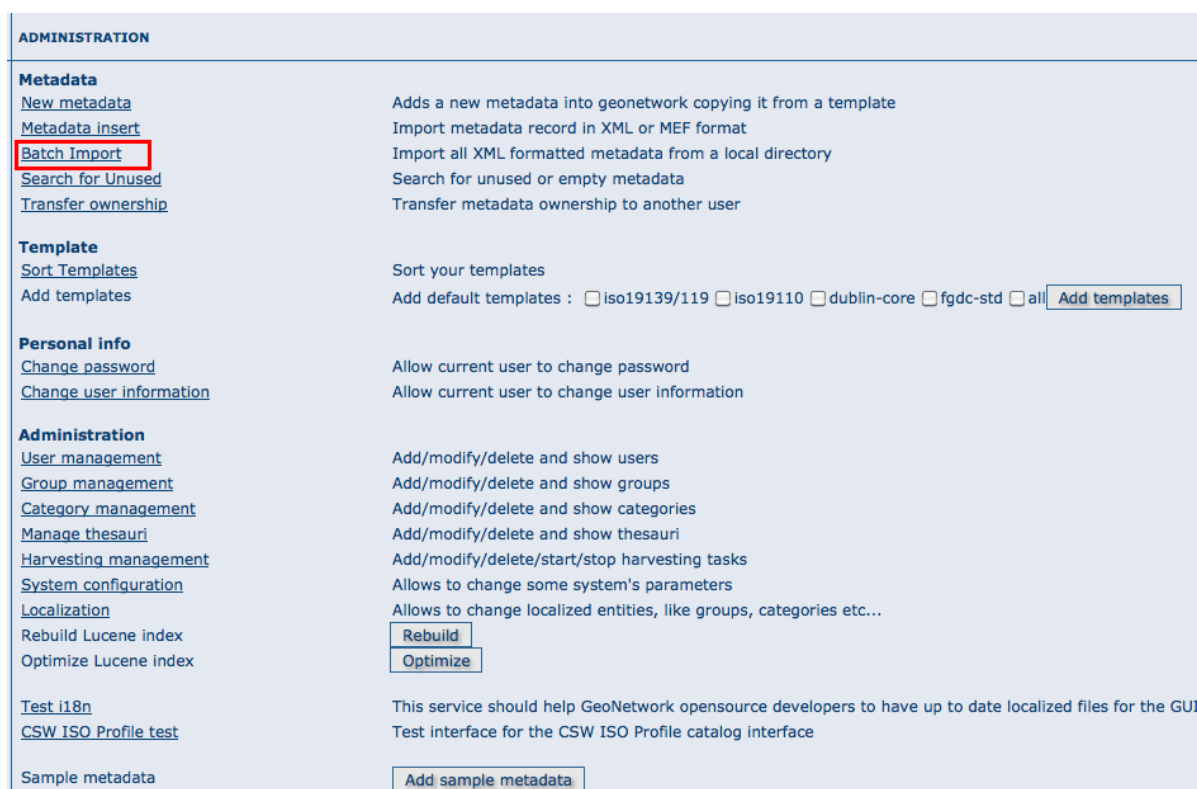 ADMINISTRATION
Metadata
New metadata Adds a new metadata into geonetwork copying it from a template
Metadata insert Import metadata record in XML or MEF format
Batch Import Import all XML formatted metadata from a local directory
Search for Unused Search for unused or empty metadata
Transfer ownership Transfer metadata ownership to another user
Template
Sort Templates Sort your templates
Add templates Add default templates : iso19139/119 iso19110 dublin-core fgdc-std all Add templates
Personal info
Change password Allow current user to change password
Change user information Allow current user to change user information
Administration
User management Add/modify/delete and show users
Group management Add/modify/delete and show groups
Category management Add/modify/delete and show categories
Manage thesauri Add/modify/delete and show thesauri
Harvesting management Add/modify/delete/start/stop harvesting tasks
System configuration Allows to change some system's parameters
Localization Allows to change localized entities, like groups, categories etc...
Rebuild Lucene index Rebuild
Optimize Lucene index Optimize
Test i18n This service should help GeoNetwork opensource developers to have up to date localized files for the GUI
CSW ISO Profile test Test interface for the CSW ISO Profile catalog interface
Sample metadata Add sample metadata